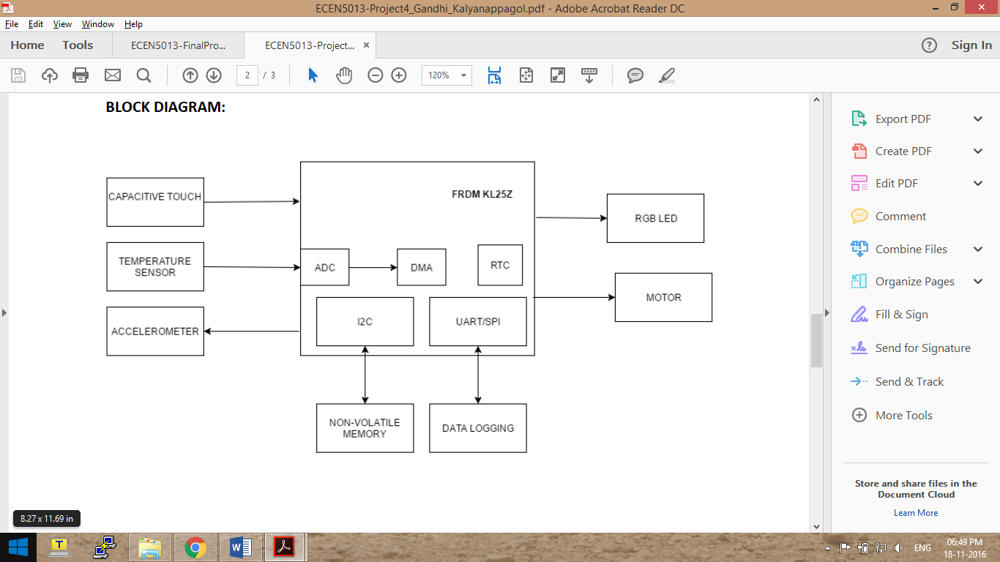 ECEN5013-Project4_Gandhi_Kalyanappagol.pdf - Adobe Acrobat Reader DC
File Edit View Window Help
Home Tools ECEN5013-FinalPro... ECEN5013-Project... × Sign In
2 / 3 120%
BLOCK DIAGRAM:
CAPACITIVE TOUCH
FRDM KL25Z
RGB LED
TEMPERATURE
SENSOR
ADC
DMA
RTC
MOTOR
ACCELEROMETER
I2C
UART/SPI
NON-VOLATILE
MEMORY
DATA LOGGING
8.27 x 11.69 in
Export PDF
Create PDF
Edit PDF
Comment
Combine Files
Organize Pages
Fill & Sign
Send for Signature
Send & Track
More Tools
Store and share files in the
Document Cloud
Learn More
ENG
06:49 PM
18-11-2016